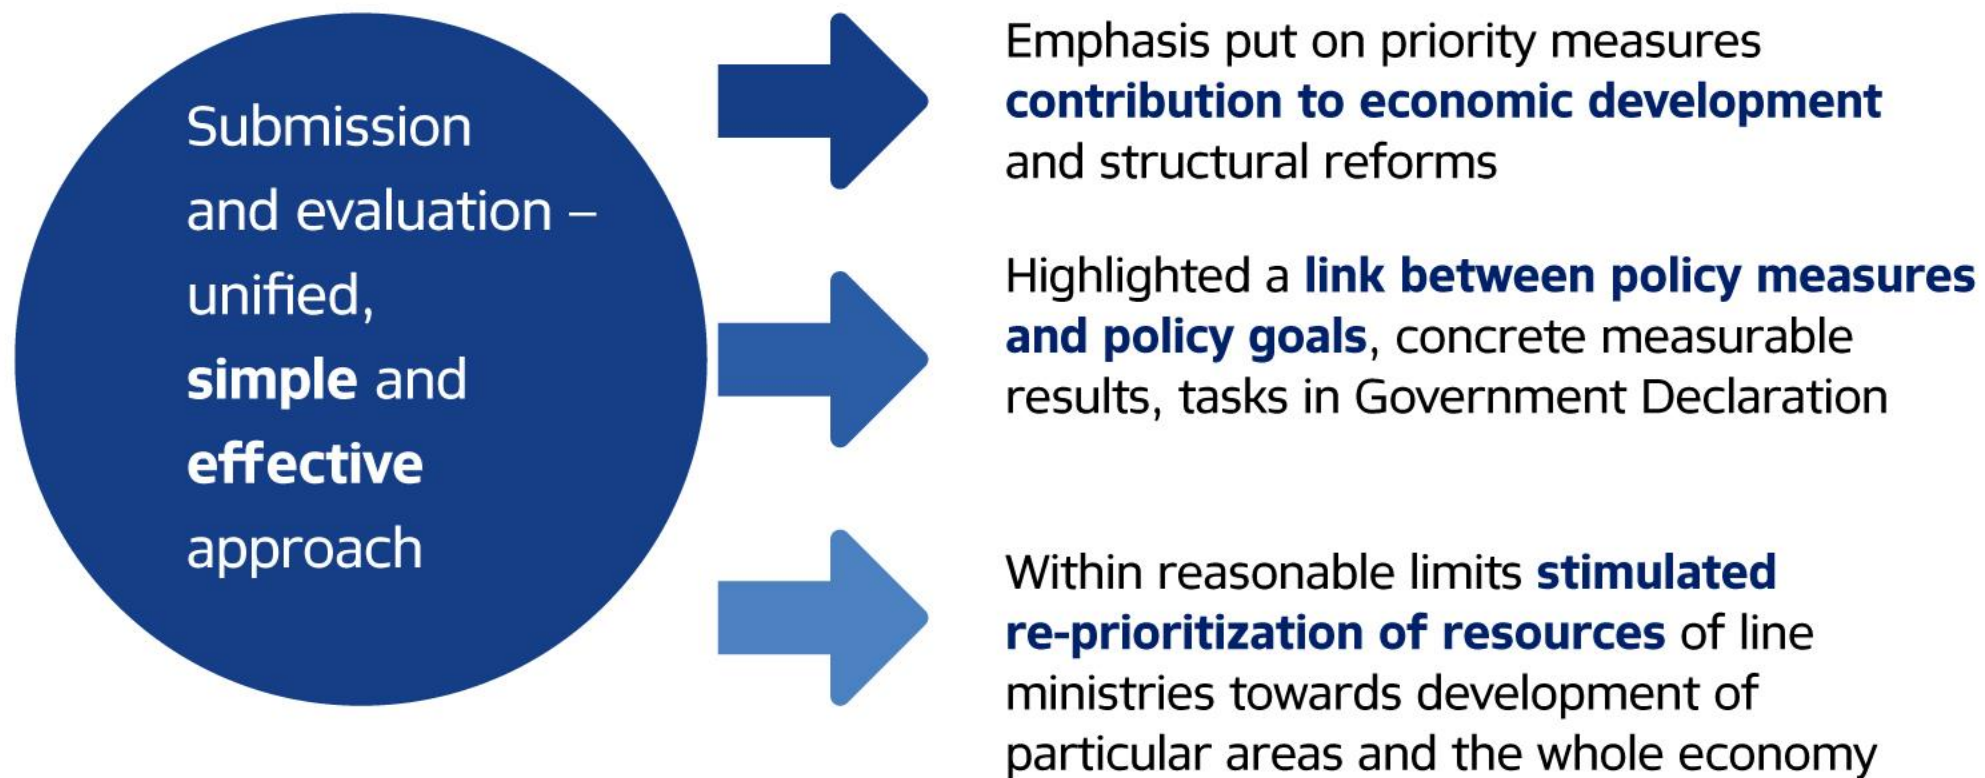 Submission
and evaluation –
unified,
simple and
effective
approach
Emphasis put on priority measures
contribution to economic development
and structural reforms
Highlighted a link between policy measures
and policy goals, concrete measurable
results, tasks in Government Declaration
Within reasonable limits stimulated
re-prioritization of resources of line
ministries towards development of
particular areas and the whole economy